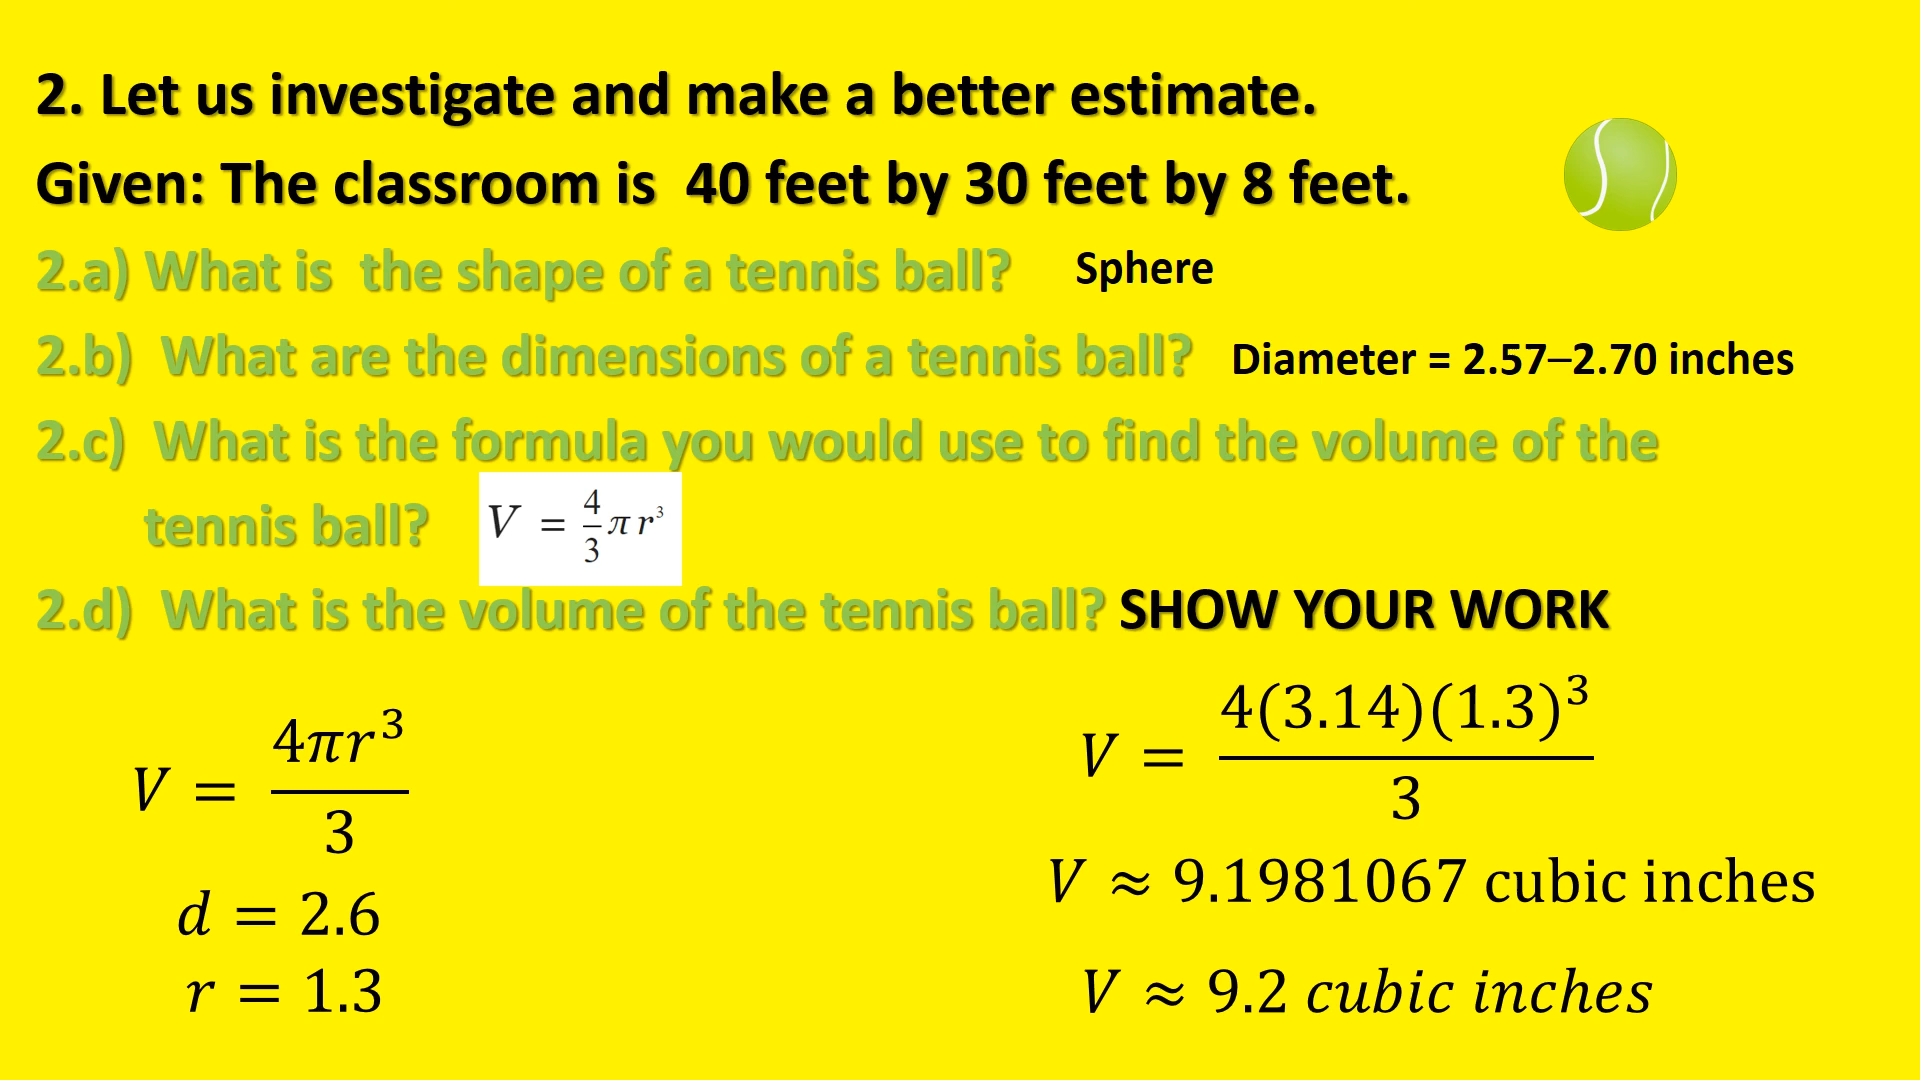 2. Let us investigate and make a better estimate.
Given: The classroom is  40 feet by 30 feet by 8 feet.
2.a) What is  the shape of a tennis ball? Sphere
2.b)  What are the dimensions of a tennis ball? Diameter = 2.57–2.70 inches
2.c)  What is the formula you would use to find the volume of the
tennis ball? V = 4/3 π r³
2.d)  What is the volume of the tennis ball? SHOW YOUR WORK
V = 4πr³/3
d = 2.6
r = 1.3
V = 4(3.14)(1.3)³/3
V ≈ 9.1981067 cubic inches
V ≈ 9.2 cubic inches